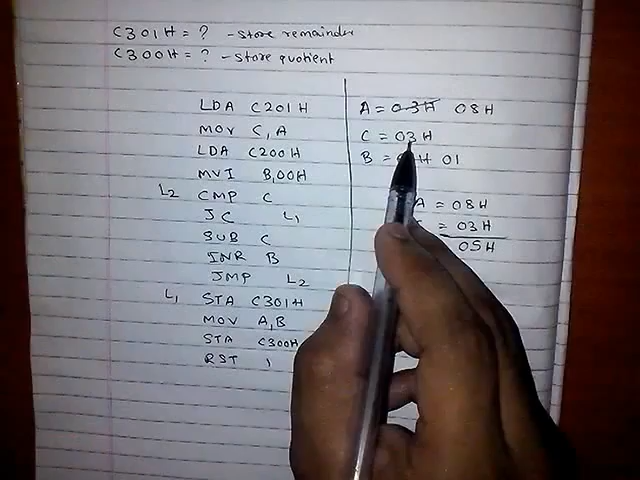 C301H = ? - store remainder
C300H = ? - store quotient
LDA C201H
MOV C, A
LDA C200H
MVI B,00H
L2 CMP C
JC L1
SUB C
INR B
JMP L2
L1 STA C301H
MOV A,B
STA C300H
RST 1
A = 03H 08H
C = 03H
B = H 01
A = 08H
= 03H
05H